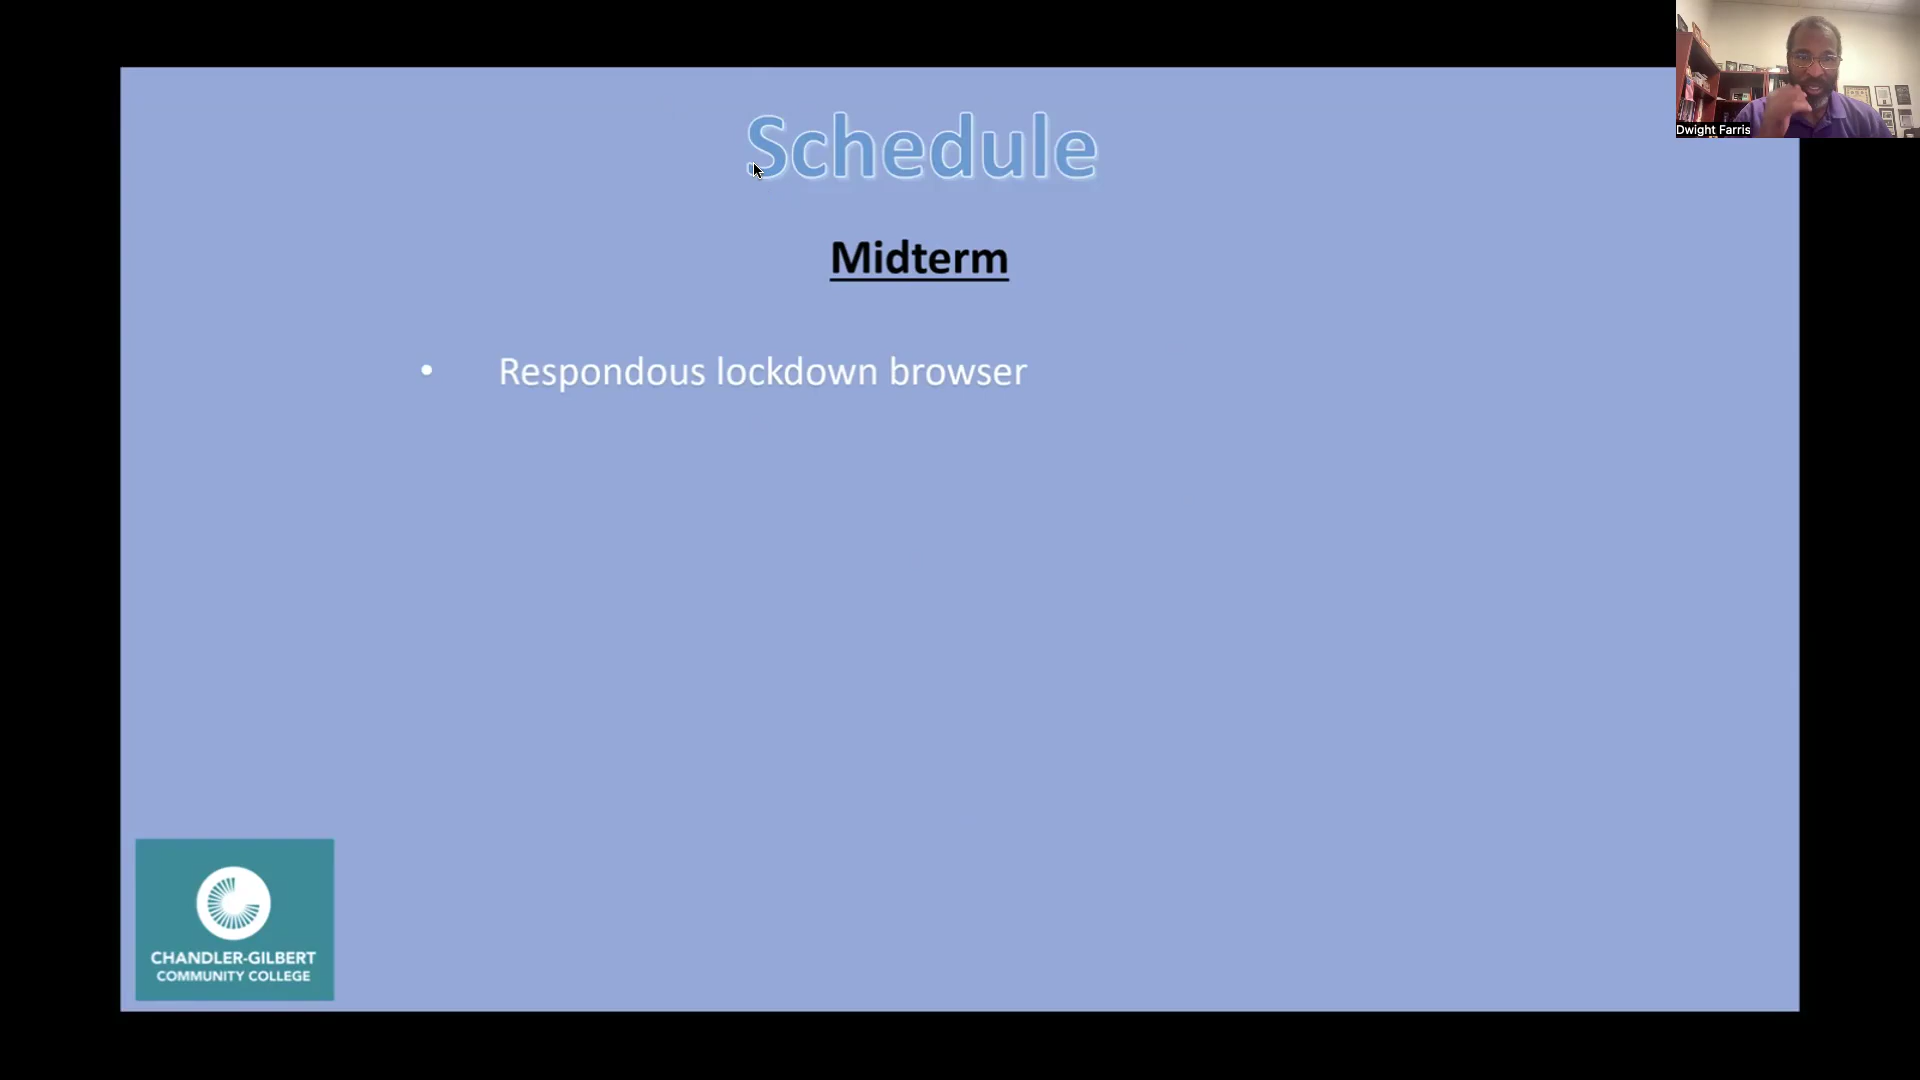 Schedule
Dwight Farris
Midterm
• Respondous lockdown browser
CHANDLER-GILBERT
COMMUNITY COLLEGE